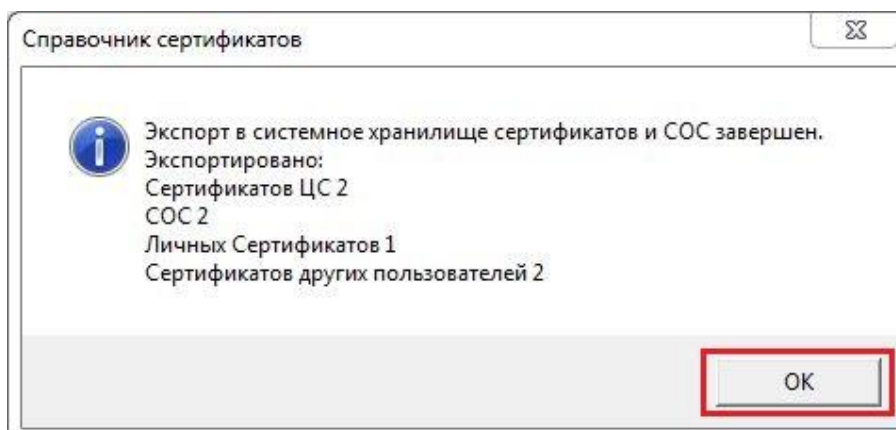 Справочник сертификатов
Экспорт в системное хранилище сертификатов и СОС завершен.
Экспортировано:
Сертификатов ЦС 2
СОС 2
Личных Сертификатов 1
Сертификатов других пользователей 2
ОК